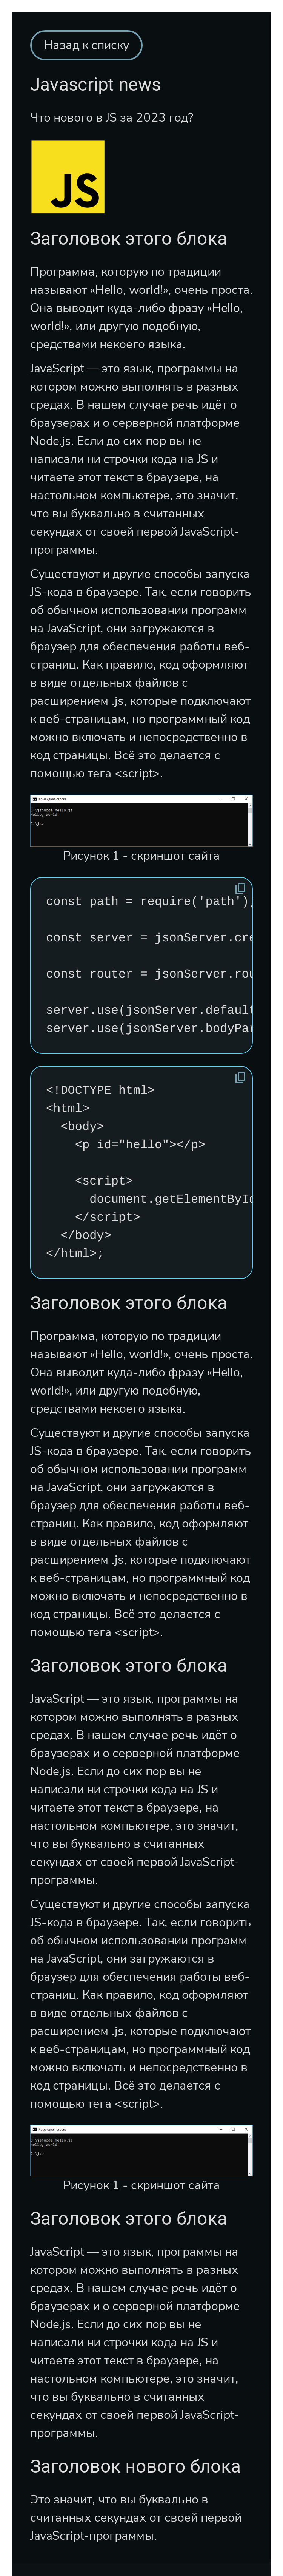 Назад к списку
Javascript news
Что нового в JS за 2023 год?
JS
Заголовок этого блока
Программа, которую по традиции
называют «Hello, world!», очень проста.
Она выводит куда-либо фразу «Hello,
world!», или другую подобную,
средствами некоего языка.
JavaScript — это язык, программы на
котором можно выполнять в разных
средах. В нашем случае речь идёт о
браузерах и о серверной платформе
Node.js. Если до сих пор вы не
написали ни строчки кода на JS и
читаете этот текст в браузере, на
настольном компьютере, это значит,
что вы буквально в считанных
секундах от своей первой JavaScript-
программы.
Существуют и другие способы запуска
JS-кода в браузере. Так, если говорить
об обычном использовании программ
на JavaScript, они загружаются в
браузер для обеспечения работы веб-
страниц. Как правило, код оформляют
в виде отдельных файлов с
расширением .js, которые подключают
к веб-страницам, но программный код
можно включать и непосредственно в
код страницы. Всё это делается с
помощью тега <script>.
Командная строка
C:\js>node hello.js
Hello, World!
C:\js>
Рисунок 1 - скриншот сайта
const path = require('path')
const server = jsonServer.cre
const router = jsonServer.rou
server.use(jsonServer.default
server.use(jsonServer.bodyPar
<!DOCTYPE html>
<html>
<body>
<p id="hello"></p>
<script>
document.getElementById
</script>
</body>
</html>;
Заголовок этого блока
Программа, которую по традиции
называют «Hello, world!», очень проста.
Она выводит куда-либо фразу «Hello,
world!», или другую подобную,
средствами некоего языка.
Существуют и другие способы запуска
JS-кода в браузере. Так, если говорить
об обычном использовании программ
на JavaScript, они загружаются в
браузер для обеспечения работы веб-
страниц. Как правило, код оформляют
в виде отдельных файлов с
расширением .js, которые подключают
к веб-страницам, но программный код
можно включать и непосредственно в
код страницы. Всё это делается с
помощью тега <script>.
Заголовок этого блока
JavaScript — это язык, программы на
котором можно выполнять в разных
средах. В нашем случае речь идёт о
браузерах и о серверной платформе
Node.js. Если до сих пор вы не
написали ни строчки кода на JS и
читаете этот текст в браузере, на
настольном компьютере, это значит,
что вы буквально в считанных
секундах от своей первой JavaScript-
программы.
Существуют и другие способы запуска
JS-кода в браузере. Так, если говорить
об обычном использовании программ
на JavaScript, они загружаются в
браузер для обеспечения работы веб-
страниц. Как правило, код оформляют
в виде отдельных файлов с
расширением .js, которые подключают
к веб-страницам, но программный код
можно включать и непосредственно в
код страницы. Всё это делается с
помощью тега <script>.
Командная строка
C:\js>node hello.js
Hello, World!
C:\js>
Рисунок 1 - скриншот сайта
Заголовок этого блока
JavaScript — это язык, программы на
котором можно выполнять в разных
средах. В нашем случае речь идёт о
браузерах и о серверной платформе
Node.js. Если до сих пор вы не
написали ни строчки кода на JS и
читаете этот текст в браузере, на
настольном компьютере, это значит,
что вы буквально в считанных
секундах от своей первой JavaScript-
программы.
Заголовок нового блока
Это значит, что вы буквально в
считанных секундах от своей первой
JavaScript-программы.